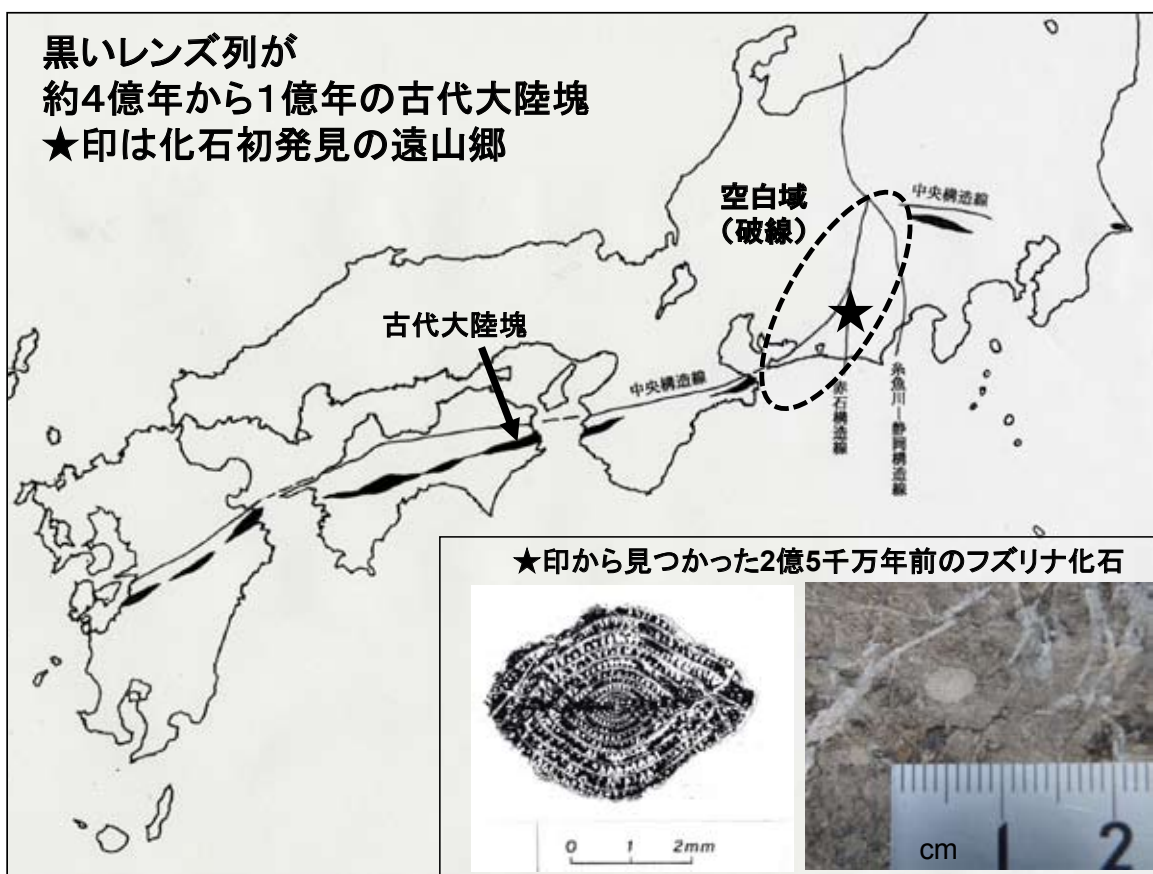 黒いレンズ列が
約4億年から1億年の古代大陸塊
★印は化石初発見の遠山郷
空白域
（破線）
中央構造線
古代大陸塊
中央構造線
赤石構造線
糸魚川―静岡構造線
★印から見つかった2億5千万年前のフズリナ化石
0 1 2mm
cm 1 2